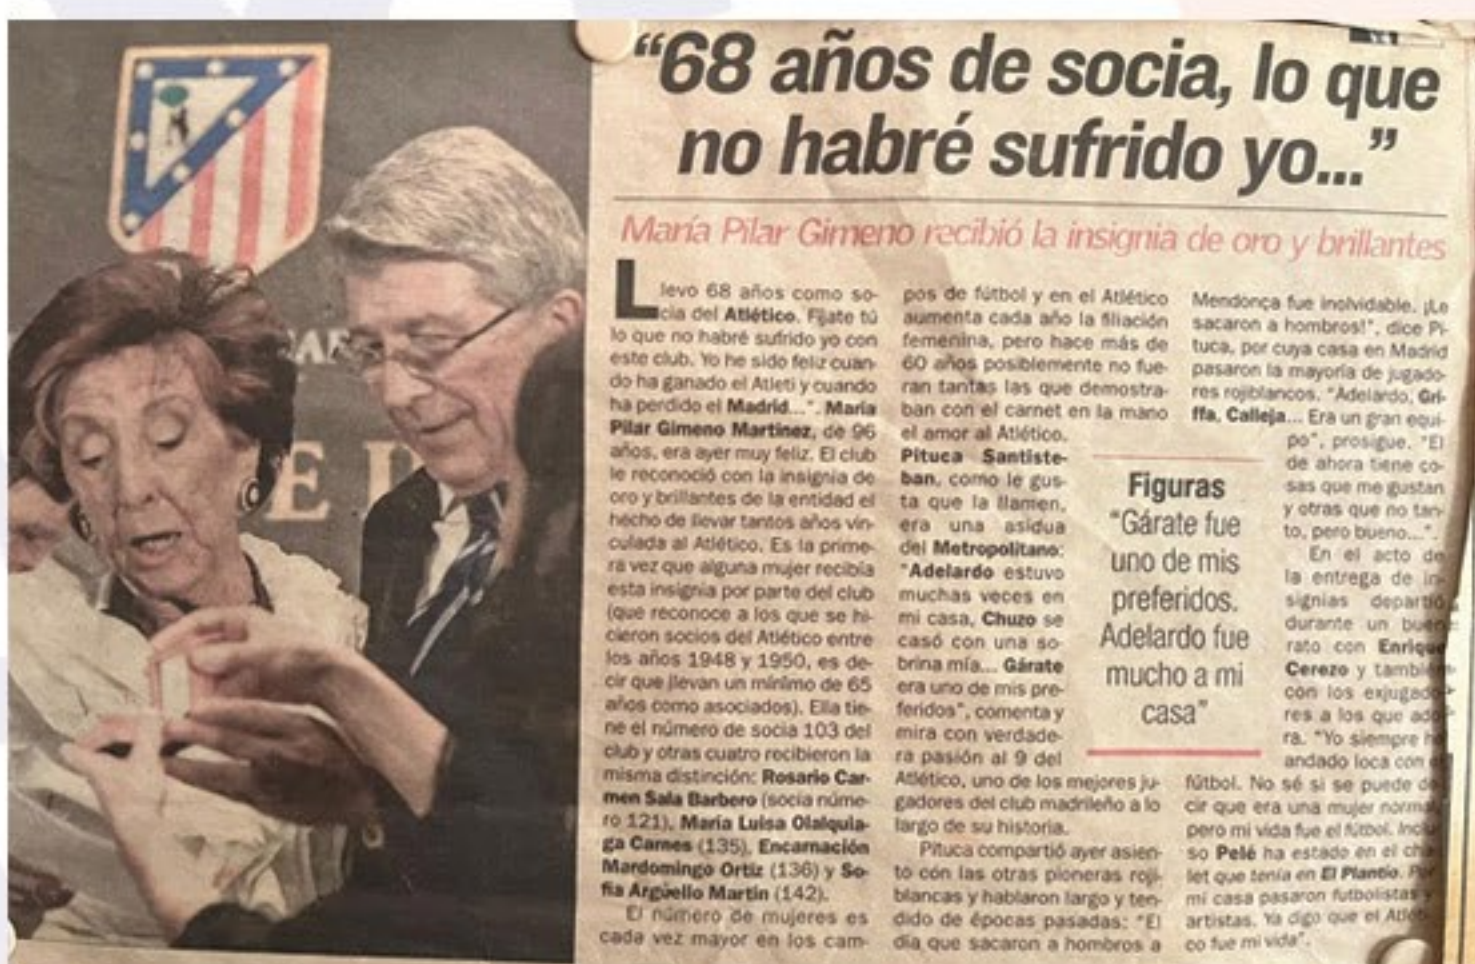 “68 años de socia, lo que
no habré sufrido yo...”
María Pilar Gimeno recibió la insignia de oro y brillantes
Llevo 68 años como so-
cia del Atlético. Fíjate tú
lo que no habré sufrido yo con
este club. Yo he sido feliz cuan-
do ha ganado el Atleti y cuando
ha perdido el Madrid...”. María
Pilar Gimeno Martínez, de 96
años, era ayer muy feliz. El club
le reconoció con la insignia de
oro y brillantes de la entidad el
hecho de llevar tantos años vin-
culada al Atlético. Es la prime-
ra vez que alguna mujer recibía
esta insignia por parte del club
(que reconoce a los que se hi-
cieron socios del Atlético entre
los años 1948 y 1950, es de-
cir que llevan un mínimo de 65
años como asociados). Ella tie-
ne el número de socia 103 del
club y otras cuatro recibieron la
misma distinción: Rosario Car-
men Sala Barbero (socia núme-
ro 121), María Luisa Olalquia-
ga Carnes (135), Encarnación
Mardomingo Ortiz (136) y So-
fía Argüello Martín (142).
El número de mujeres es
cada vez mayor en los cam-
pos de fútbol y en el Atlético
aumenta cada año la filiación
femenina, pero hace más de
60 años posiblemente no fue-
ran tantas las que demostra-
ban con el carnet en la mano
el amor al Atlético.
Pituca Santiste-
ban, como le gus-
ta que la llamen,
era una asidua
del Metropolitano:
“Adelardo estuvo
muchas veces en
mi casa, Chuzo se
casó con una so-
brina mía... Gárate
era uno de mis pre-
feridos”, comenta y
mira con verdade-
ra pasión al 9 del
Atlético, uno de los mejores ju-
gadores del club madrileño a lo
largo de su historia.
Pituca compartió ayer asien-
to con las otras pioneras roji-
blancas y hablaron largo y ten-
dido de épocas pasadas: “El
día que sacaron a hombros a
Mendonça fue inolvidable. ¡Le
sacaron a hombros!”, dice Pi-
tuca, por cuya casa en Madrid
pasaron la mayoría de jugado-
res rojiblancos. “Adelardo, Gri-
ffa, Calleja... Era un gran equi-
po”, prosigue. “El
de ahora tiene co-
sas que me gustan
y otras que no tan-
to, pero bueno...”.
En el acto de
la entrega de in-
signias departió
durante un buen
rato con Enrique
Cerezo y también
con los exjugado-
res a los que ado-
ra. “Yo siempre he
andado loca con el
fútbol. No sé si se puede de-
cir que era una mujer normal,
pero mi vida fue el fútbol. Inclu-
so Pelé ha estado en el cha-
let que tenía en El Plantío. Por
mi casa pasaron futbolistas y
artistas. Ya digo que el Atléti-
co fue mi vida”.
Figuras
“Gárate fue
uno de mis
preferidos.
Adelardo fue
mucho a mi
casa”